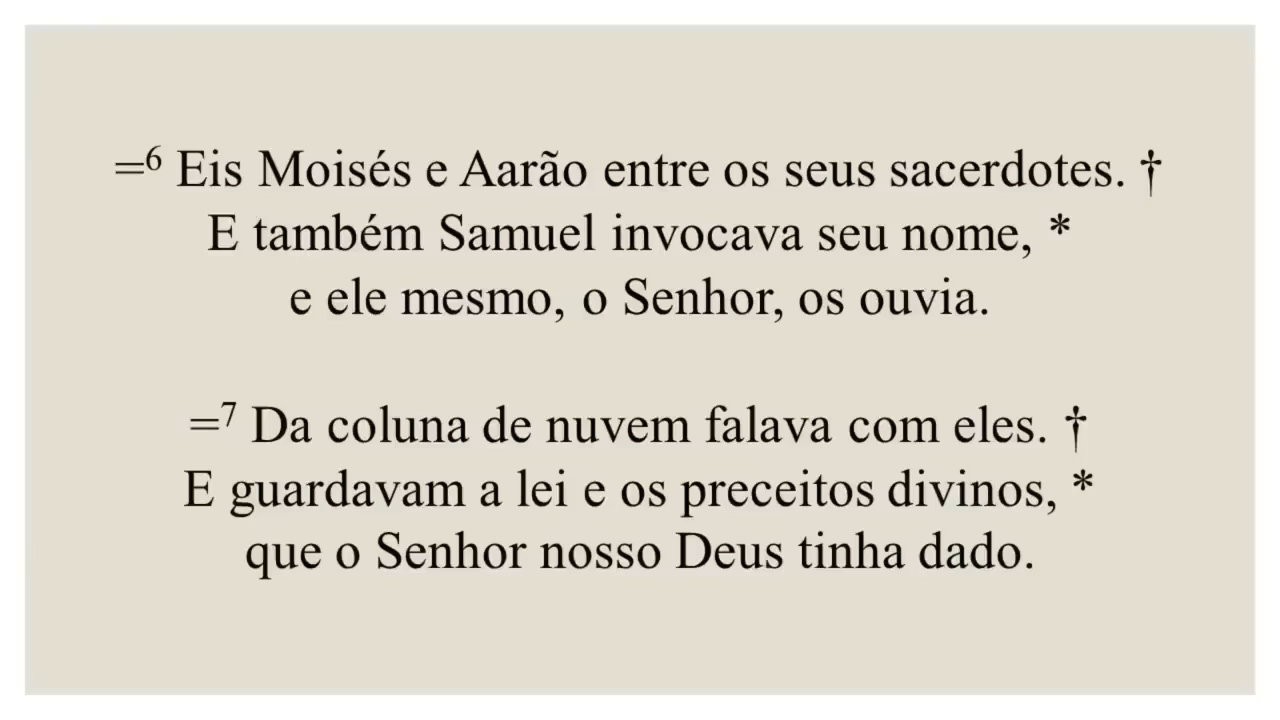 =⁶ Eis Moisés e Aarão entre os seus sacerdotes. †
E também Samuel invocava seu nome, *
e ele mesmo, o Senhor, os ouvia.
=⁷ Da coluna de nuvem falava com eles. †
E guardavam a lei e os preceitos divinos, *
que o Senhor nosso Deus tinha dado.